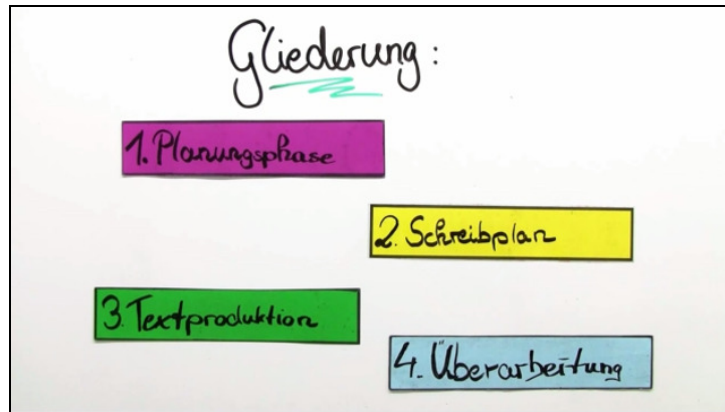 Gliederung:
1. Planungsphase
2. Schreibplan
3. Textproduktion
4. Überarbeitung